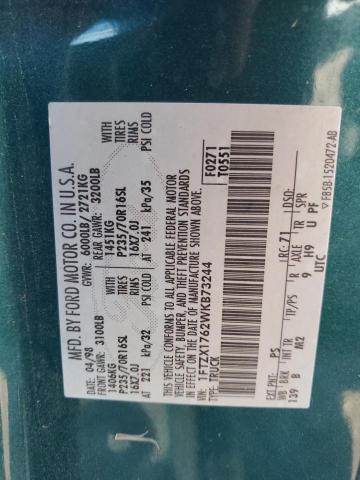 MFD. BY FORD MOTOR CO. IN U.S.A.
DATE: 04/98 GVWR: 6000LB / 2721KG
FRONT GAWR: 3100LB REAR GAWR: 3200LB
1406KG 1451KG
P235/70R16SL TIRES P235/70R16SL TIRES
16X7.0J RIMS 16X7.0J RIMS
AT 221 kPa/32 PSI COLD AT 241 kPa/35 PSI COLD
THIS VEHICLE CONFORMS TO ALL APPLICABLE FEDERAL MOTOR
VEHICLE SAFETY, BUMPER, AND THEFT PREVENTION STANDARDS
IN EFFECT ON THE DATE OF MANUFACTURE SHOWN ABOVE.
1FTZX1762WKB73244 F0271
TYPE: TRUCK T0551
EXT PNT: PS RC: 71 DSO:
WB BRK INT TR TP/PS R AXLE TR SPR
139 B M2 9 H9 U PF
UTC
F85B-1520472-AB